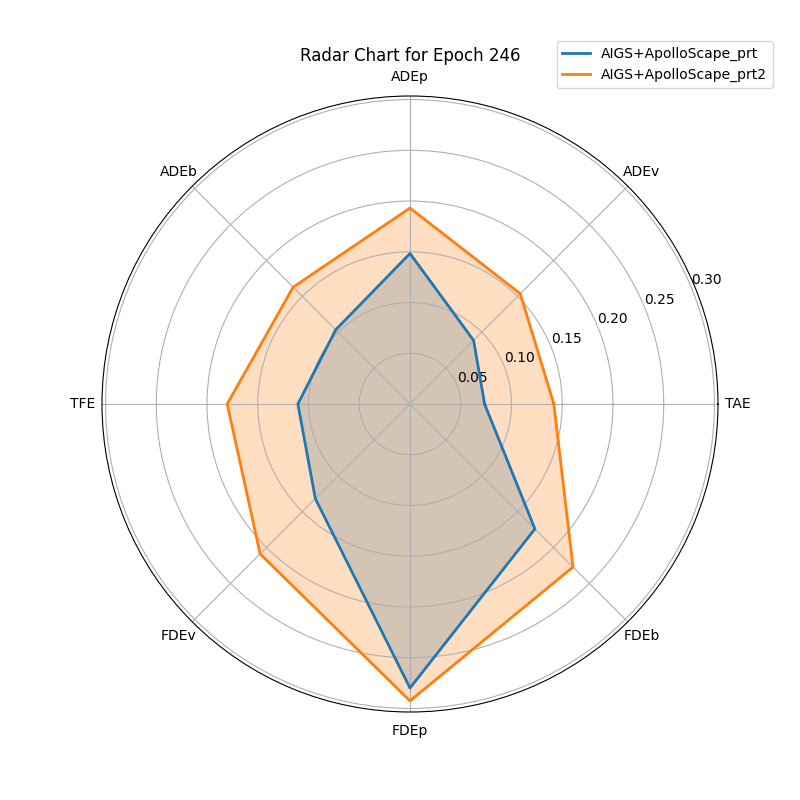 Radar Chart for Epoch 246
AIGS+ApolloScape_prt
AIGS+ApolloScape_prt2
ADEp
ADEb
ADEv
0.30
0.25
0.20
0.15
0.10
0.05
TFE
TAE
FDEv
FDEb
FDEp